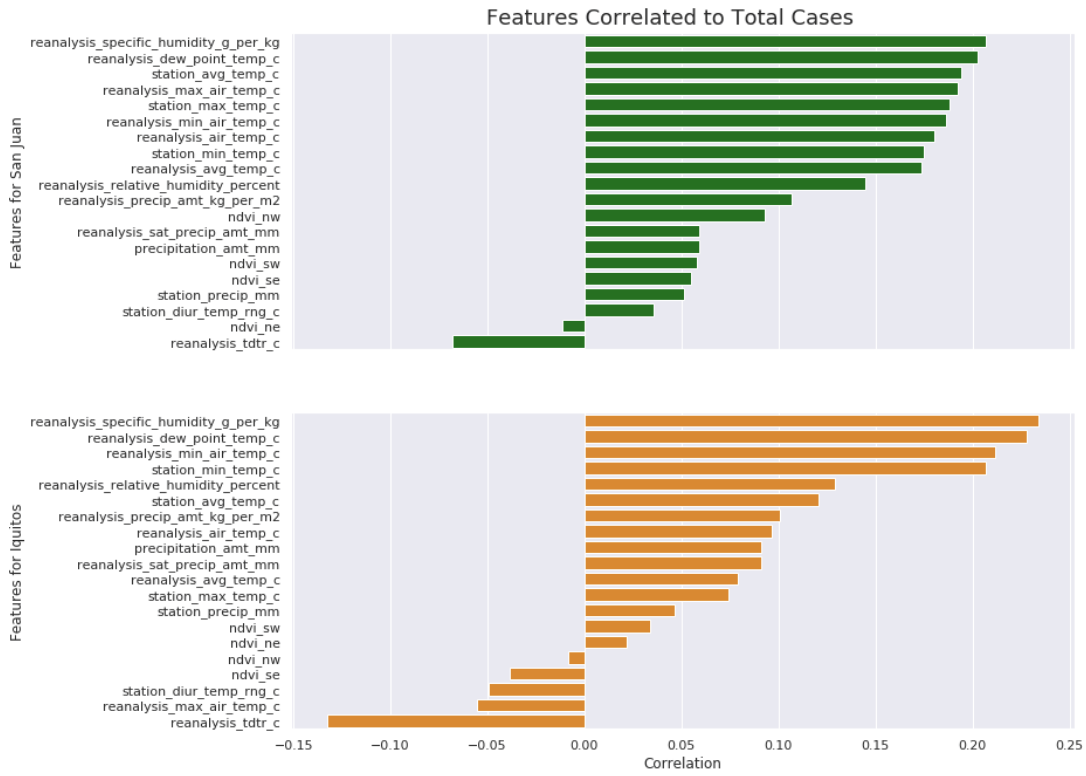 Features Correlated to Total Cases
Features for San Juan
reanalysis_specific_humidity_g_per_kg
reanalysis_dew_point_temp_c
station_avg_temp_c
reanalysis_max_air_temp_c
station_max_temp_c
reanalysis_min_air_temp_c
reanalysis_air_temp_c
station_min_temp_c
reanalysis_avg_temp_c
reanalysis_relative_humidity_percent
reanalysis_precip_amt_kg_per_m2
ndvi_nw
reanalysis_sat_precip_amt_mm
precipitation_amt_mm
ndvi_sw
ndvi_se
station_precip_mm
station_diur_temp_rng_c
ndvi_ne
reanalysis_tdtr_c
Features for Iquitos
reanalysis_specific_humidity_g_per_kg
reanalysis_dew_point_temp_c
reanalysis_min_air_temp_c
station_min_temp_c
reanalysis_relative_humidity_percent
station_avg_temp_c
reanalysis_precip_amt_kg_per_m2
reanalysis_air_temp_c
precipitation_amt_mm
reanalysis_sat_precip_amt_mm
reanalysis_avg_temp_c
station_max_temp_c
station_precip_mm
ndvi_sw
ndvi_ne
ndvi_nw
ndvi_se
station_diur_temp_rng_c
reanalysis_max_air_temp_c
reanalysis_tdtr_c
−0.15 −0.10 −0.05 0.00 0.05 0.10 0.15 0.20 0.25
Correlation